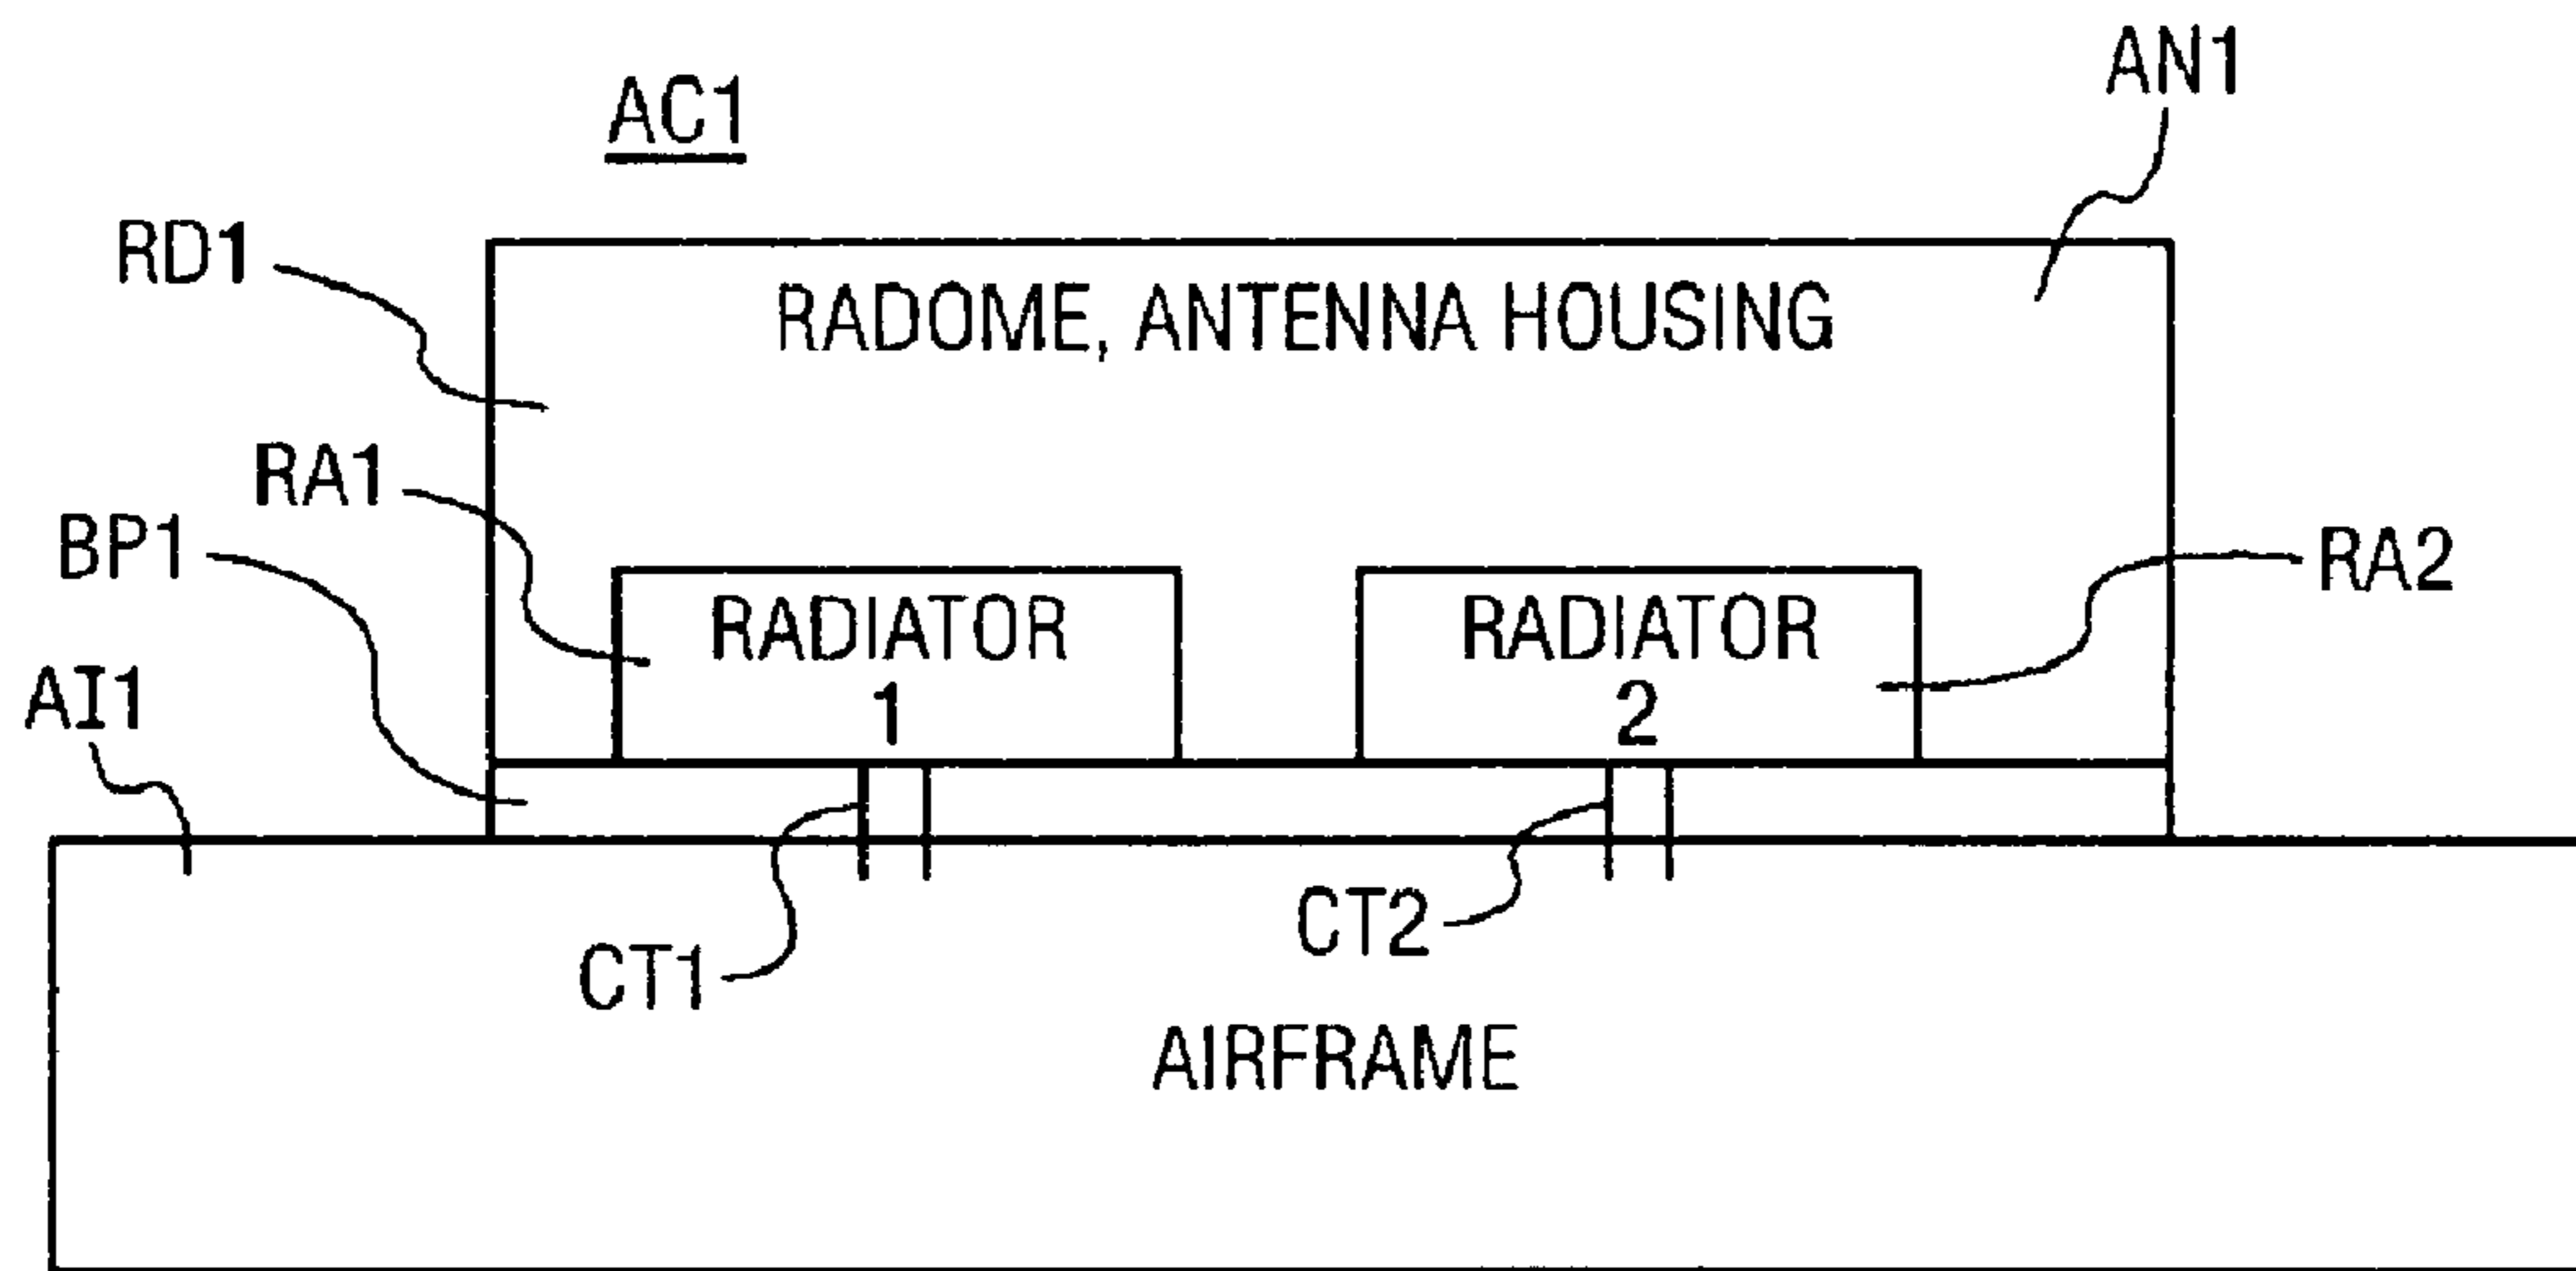 AN1
AC1
RD1
RADOME, ANTENNA HOUSING
RA1
BP1
RA2
RADIATOR
1
RADIATOR
2
AI1
CT2
CT1
AIRFRAME